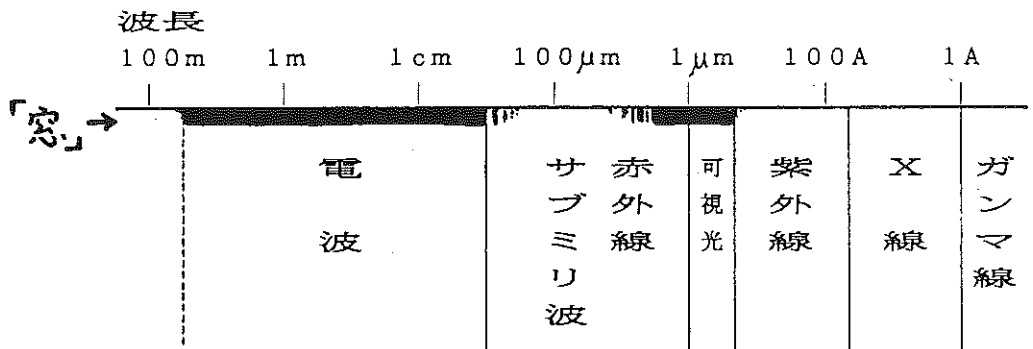 波長
100m 1m 1cm 100μm 1μm 100A 1A
「窓」→
電波
サブミリ波
赤外線
可視光
紫外線
X線
ガンマ線